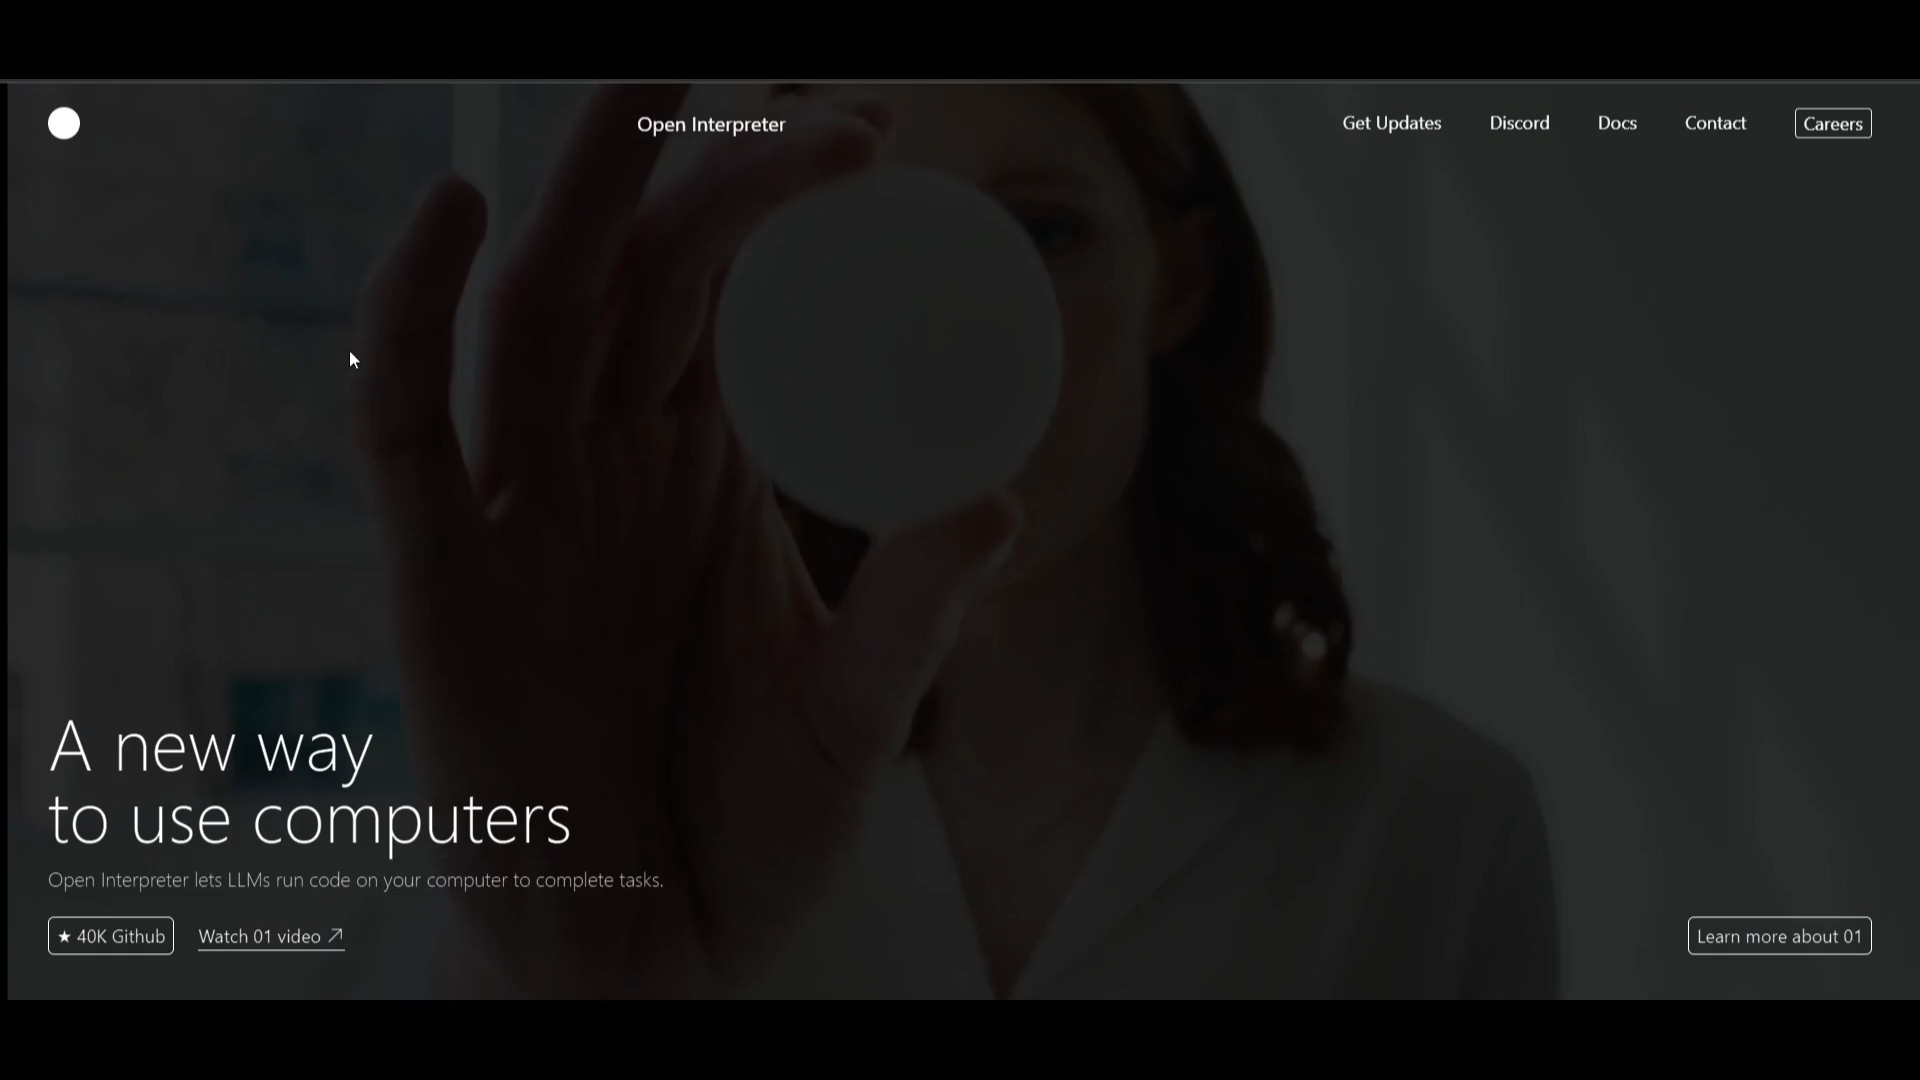 Open Interpreter
Get Updates
Discord
Docs
Contact
Careers
A new way
to use computers
Open Interpreter lets LLMs run code on your computer to complete tasks.
★ 40K Github
Watch 01 video ↗
Learn more about 01